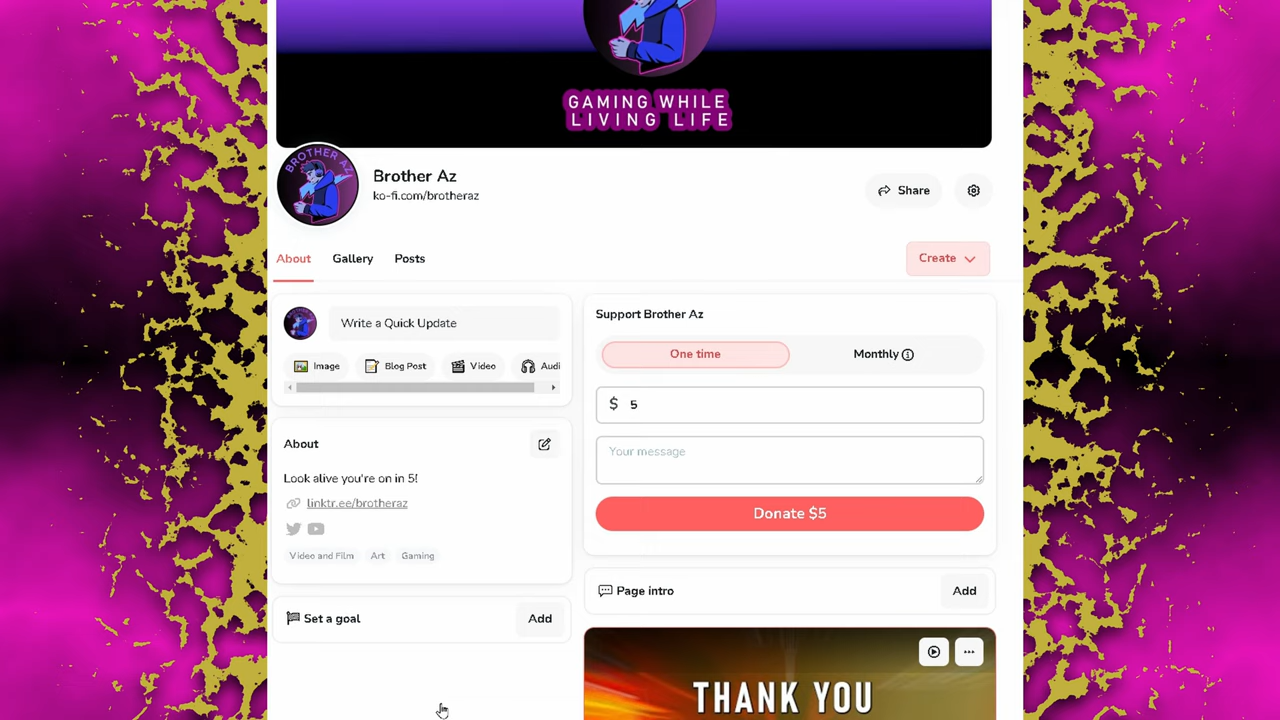 GAMING WHILE
LIVING LIFE
BROTHER AZ
Brother Az
ko-fi.com/brotheraz
Share
About
Gallery
Posts
Create
Write a Quick Update
Image
Blog Post
Video
Audi
About
Look alive you're on in 5!
linktr.ee/brotheraz
Video and Film
Art
Gaming
Set a goal
Add
Support Brother Az
One time
Monthly
$ 5
Your message
Donate $5
Page intro
Add
THANK YOU